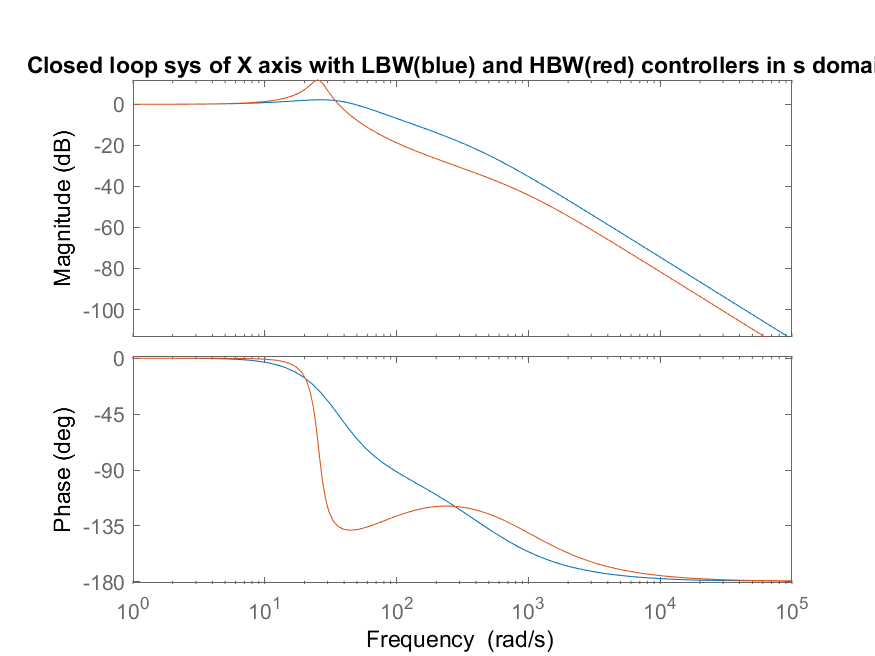 Closed loop sys of X axis with LBW(blue) and HBW(red) controllers in s domai
Magnitude (dB)
0
-20
-40
-60
-80
-100
Phase (deg)
0
-45
-90
-135
-180
10^0 10^1 10^2 10^3 10^4 10^5
Frequency (rad/s)